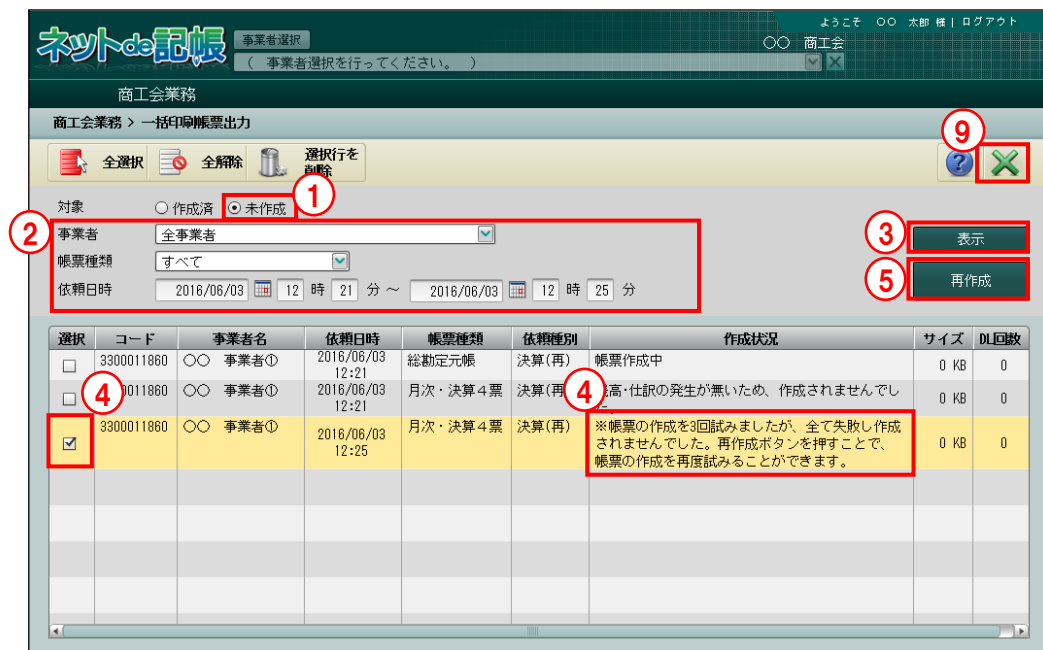 ようこそ 〇〇 太郎 様 | ログアウト
ネットde記帳
事業者選択
〇〇 商工会
( 事業者選択を行ってください。 )
商工会業務
商工会業務 > 一括印刷帳票出力
⑨
全選択 全解除 選択行を
削除
①
対象 作成済 未作成
②
事業者 全事業者
③ 表示
帳票種類 すべて
⑤ 再作成
依頼日時 2016/06/03 12 時 21 分 ～ 2016/06/03 12 時 25 分
選択 コード 事業者名 依頼日時 帳票種類 依頼種別 作成状況 サイズ DL回数
3300011860 〇〇 事業者① 2016/06/03 総勘定元帳 決算(再) 帳票作成中 0 KB 0
12:21
④ 0011860 〇〇 事業者① 2016/06/03 月次・決算4票 決算(再 ④ 高・仕訳の発生が無いため、作成されませんでし 0 KB 0
12:21
3300011860 〇〇 事業者① 2016/06/03 月次・決算4票 決算(再) ※帳票の作成を3回試みましたが、全て失敗し作成 0 KB 0
12:25 されませんでした。再作成ボタンを押すことで、
帳票の作成を再度試みることができます。